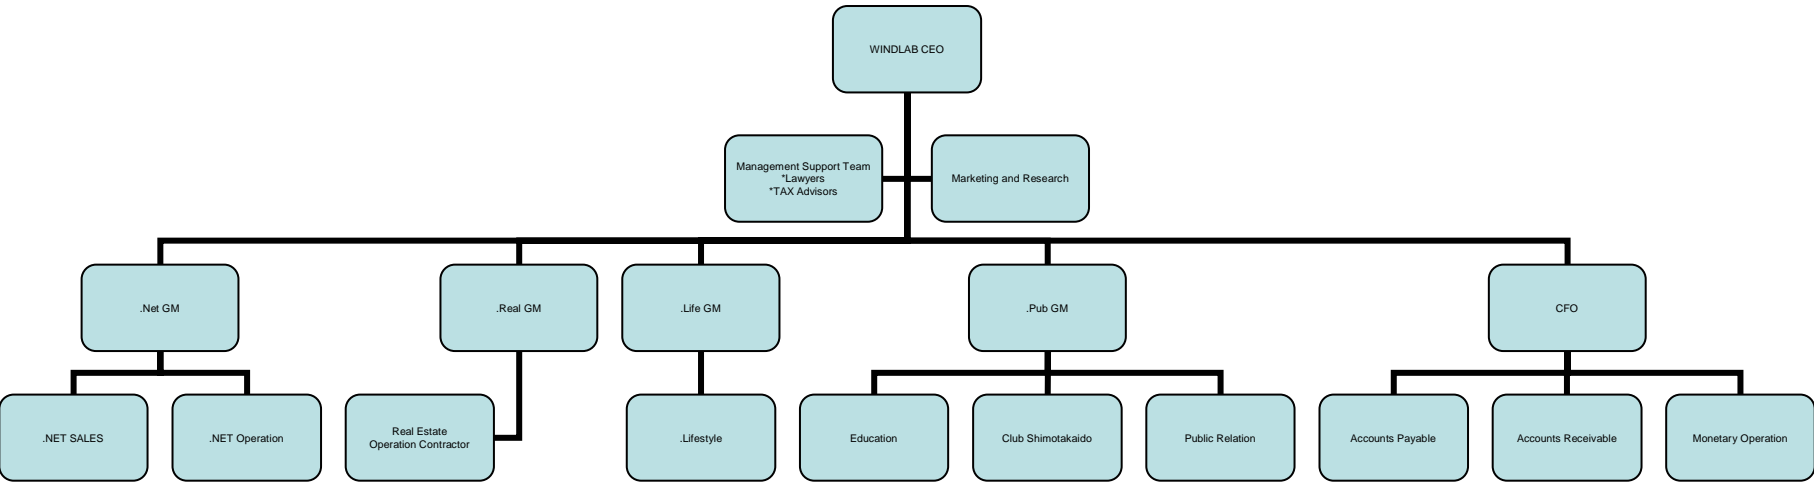 WINDLAB CEO
Management Support Team
*Lawyers
*TAX Advisors
Marketing and Research
.Net GM
.Real GM
.Life GM
.Pub GM
CFO
.NET SALES
.NET Operation
Real Estate
Operation Contractor
.Lifestyle
Education
Club Shimotakaido
Public Relation
Accounts Payable
Accounts Receivable
Monetary Operation